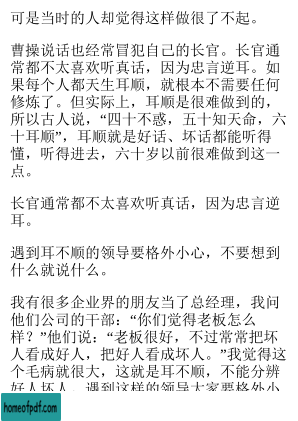 可是当时的人却觉得这样做很了不起。
曹操说话也经常冒犯自己的长官。长官通
常都不太喜欢听真话，因为忠言逆耳。如
果每个人都天生耳顺，就根本不需要任何
修炼了。但实际上，耳顺是很难做到的，
所以古人说，“四十不惑，五十知天命，六
十耳顺”，耳顺就是好话、坏话都能听得
懂，听得进去，六十岁以前很难做到这一
点。
长官通常都不太喜欢听真话，因为忠言逆
耳。
遇到耳不顺的领导要格外小心，不要想到
什么就说什么。
我有很多企业界的朋友当了总经理，我问
他们公司的干部：“你们觉得老板怎么
样？”他们说：“老板很好，不过常常把坏
人看成好人，把好人看成坏人。”我觉得这
个毛病就很大，这就是耳不顺，不能分辨
好人坏人。遇到这样的领导大家要格外小
homeofpdf.com